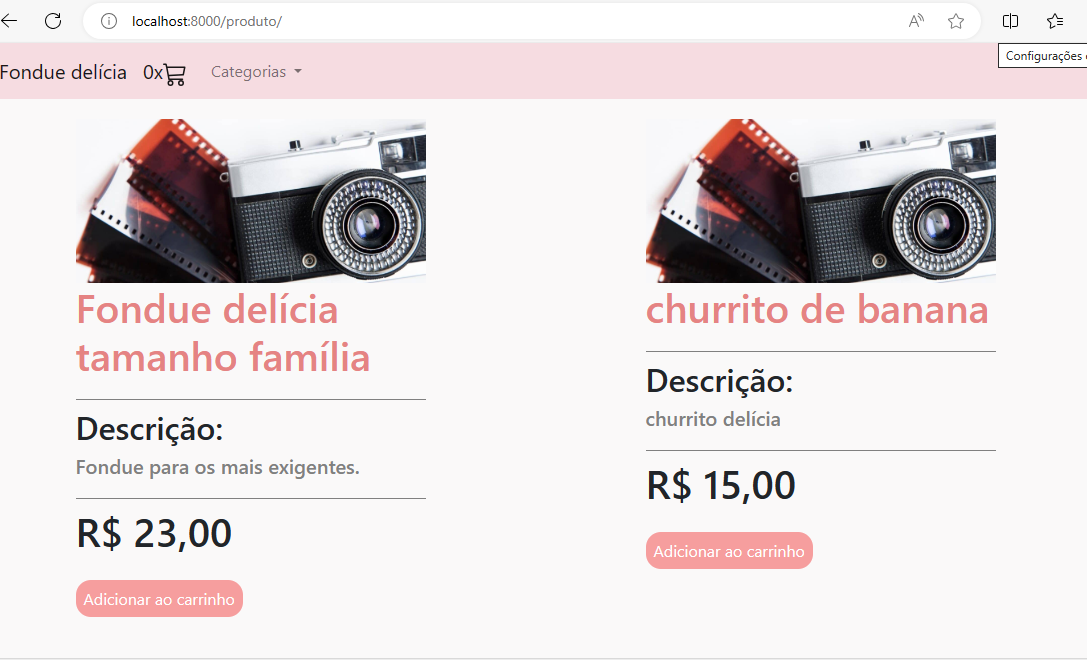 localhost:8000/produto/
Configurações
Fondue delícia 0x Categorias
Fondue delícia
tamanho família
Descrição:
Fondue para os mais exigentes.
R$ 23,00
Adicionar ao carrinho
churrito de banana
Descrição:
churrito delícia
R$ 15,00
Adicionar ao carrinho